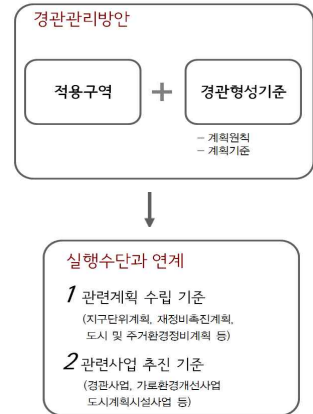 경관관리방안
적용구역 + 경관형성기준
- 계획원칙
- 계획기준
실행수단과 연계
1 관련계획 수립 기준
(지구단위계획, 재정비촉진계획,
도시 및 주거환경정비계획 등)
2 관련사업 추진 기준
(경관사업, 가로환경개선사업
도시계획시설사업 등)